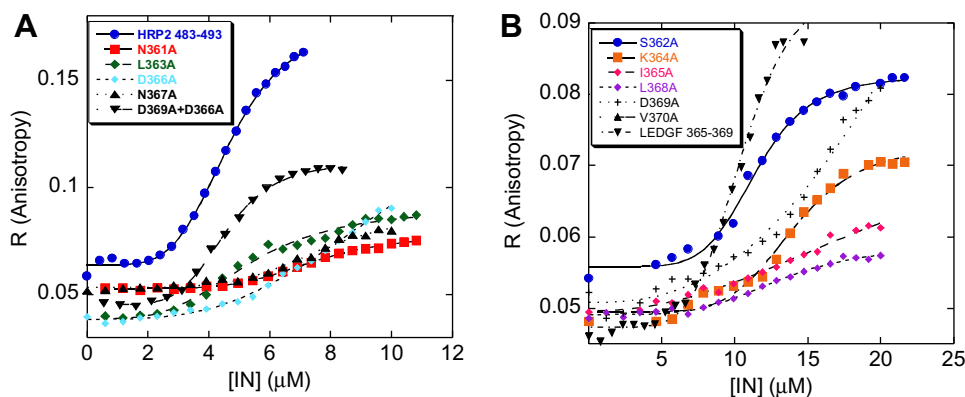 A
HRP2 483-493
N361A
L363A
D366A
N367A
D369A+D366A
R (Anisotropy)
0.15
0.1
0.05
0
2
4
6
8
10
12
[IN] (μM)
B
S362A
K364A
I365A
L368A
D369A
V370A
LEDGF 365-369
R (Anisotropy)
0.09
0.08
0.07
0.06
0.05
5
10
15
20
25
[IN] (μM)